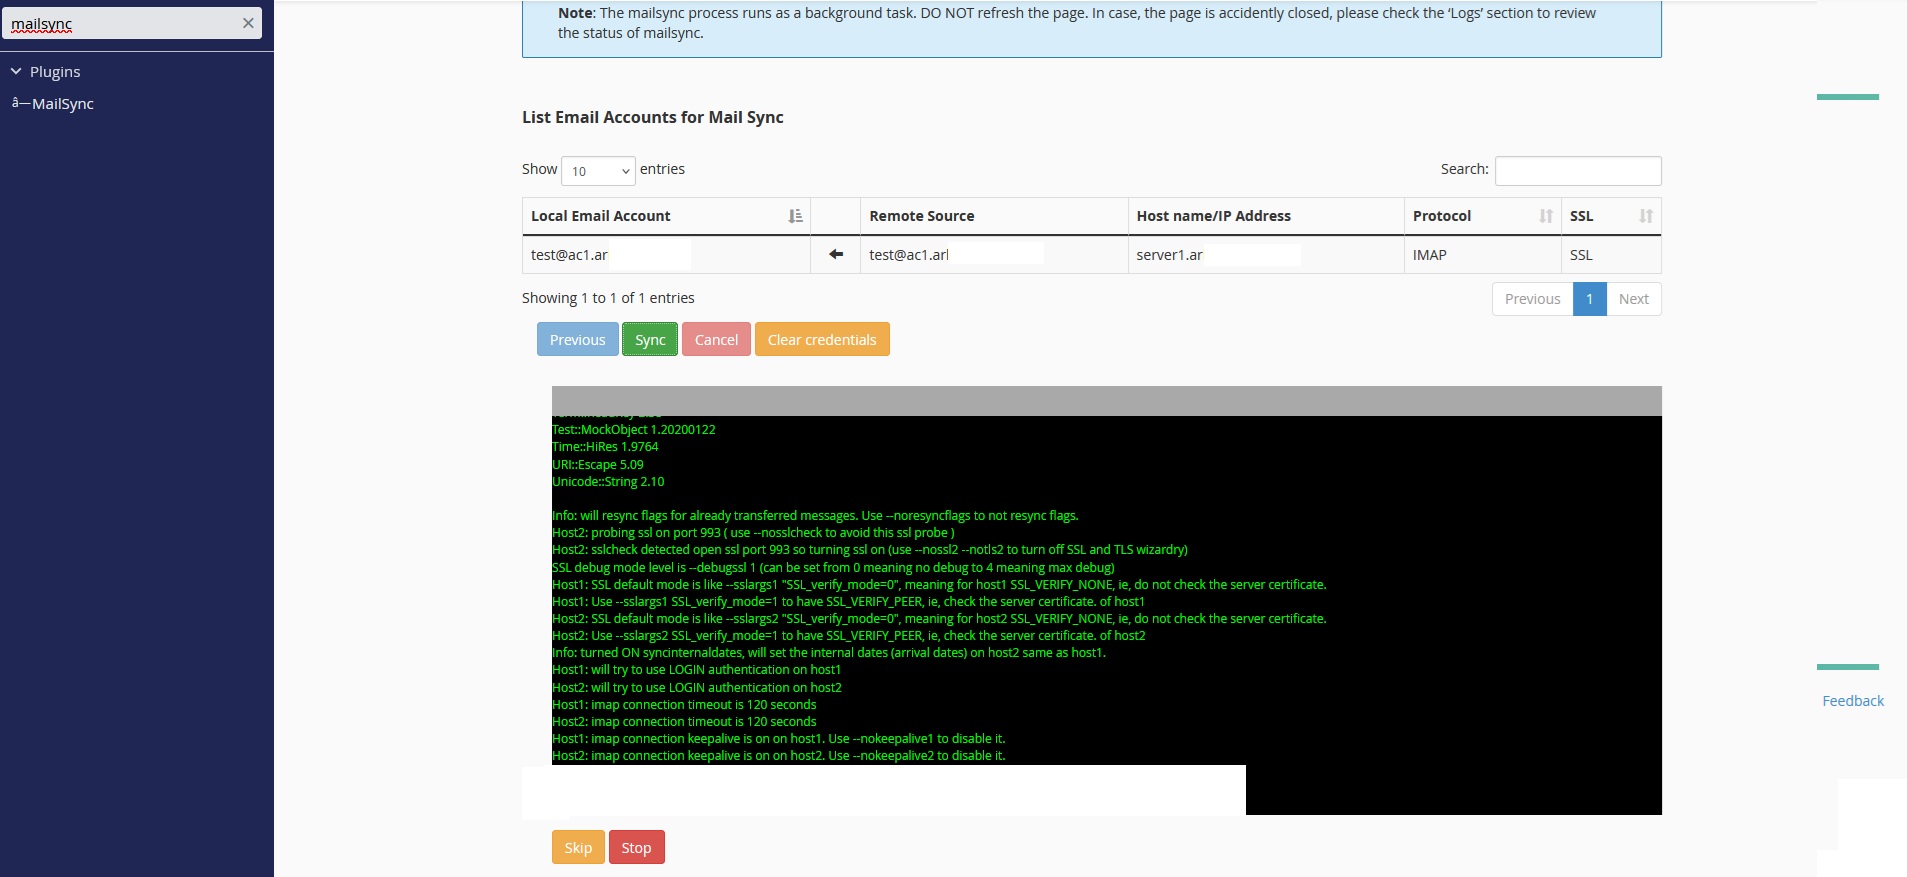 mailsync
Plugins
â—MailSync
Note: The mailsync process runs as a background task. DO NOT refresh the page. In case, the page is accidently closed, please check the ‘Logs’ section to review
the status of mailsync.
List Email Accounts for Mail Sync
Show 10 entries
Search:
Local Email Account Remote Source Host name/IP Address Protocol SSL
test@ac1.ar test@ac1.arl server1.ar IMAP SSL
Showing 1 to 1 of 1 entries
Previous 1 Next
Previous Sync Cancel Clear credentials
Test::MockObject 1.20200122
Time::HiRes 1.9764
URI::Escape 5.09
Unicode::String 2.10
Info: will resync flags for already transferred messages. Use --noresyncflags to not resync flags.
Host2: probing ssl on port 993 ( use --nosslcheck to avoid this ssl probe )
Host2: sslcheck detected open ssl port 993 so turning ssl on (use --nossl2 --notls2 to turn off SSL and TLS wizardry)
SSL debug mode level is --debugssl 1 (can be set from 0 meaning no debug to 4 meaning max debug)
Host1: SSL default mode is like --sslargs1 "SSL_verify_mode=0", meaning for host1 SSL_VERIFY_NONE, ie, do not check the server certificate.
Host1: Use --sslargs1 SSL_verify_mode=1 to have SSL_VERIFY_PEER, ie, check the server certificate. of host1
Host2: SSL default mode is like --sslargs2 "SSL_verify_mode=0", meaning for host2 SSL_VERIFY_NONE, ie, do not check the server certificate.
Host2: Use --sslargs2 SSL_verify_mode=1 to have SSL_VERIFY_PEER, ie, check the server certificate. of host2
Info: turned ON syncinternaldates, will set the internal dates (arrival dates) on host2 same as host1.
Host1: will try to use LOGIN authentication on host1
Host2: will try to use LOGIN authentication on host2
Host1: imap connection timeout is 120 seconds
Host2: imap connection timeout is 120 seconds
Host1: imap connection keepalive is on on host1. Use --nokeepalive1 to disable it.
Host2: imap connection keepalive is on on host2. Use --nokeepalive2 to disable it.
Skip Stop
Feedback